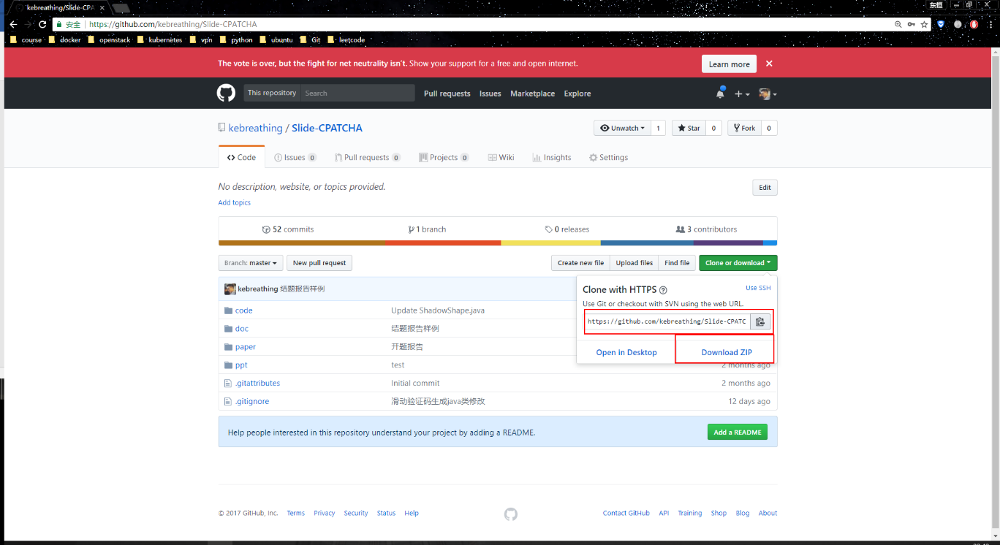 kebreathing/Slide-CPA
东恒
安全 https://github.com/kebreathing/Slide-CPATCHA
course docker openstack kubernetes vpn python ubuntu Git leetcode
The vote is over, but the fight for net neutrality isn't. Show your support for a free and open internet. Learn more
This repository Search Pull requests Issues Marketplace Explore
kebreathing / Slide-CPATCHA Unwatch 1 Star 0 Fork 0
Code Issues 0 Pull requests 0 Projects 0 Wiki Insights Settings
No description, website, or topics provided. Edit
Add topics
52 commits 1 branch 0 releases 3 contributors
Branch: master New pull request Create new file Upload files Find file Clone or download
kebreathing 结题报告样例
Clone with HTTPS Use SSH
Use Git or checkout with SVN using the web URL.
https://github.com/kebreathing/Slide-CPATC
Open in Desktop Download ZIP
code Update ShadowShape.java
doc 结题报告样例
paper 开题报告
ppt test 2 months ago
.gitattributes Initial commit 2 months ago
.gitignore 滑动验证码生成java类修改 12 days ago
Help people interested in this repository understand your project by adding a README. Add a README
© 2017 GitHub, Inc. Terms Privacy Security Status Help Contact GitHub API Training Shop Blog About